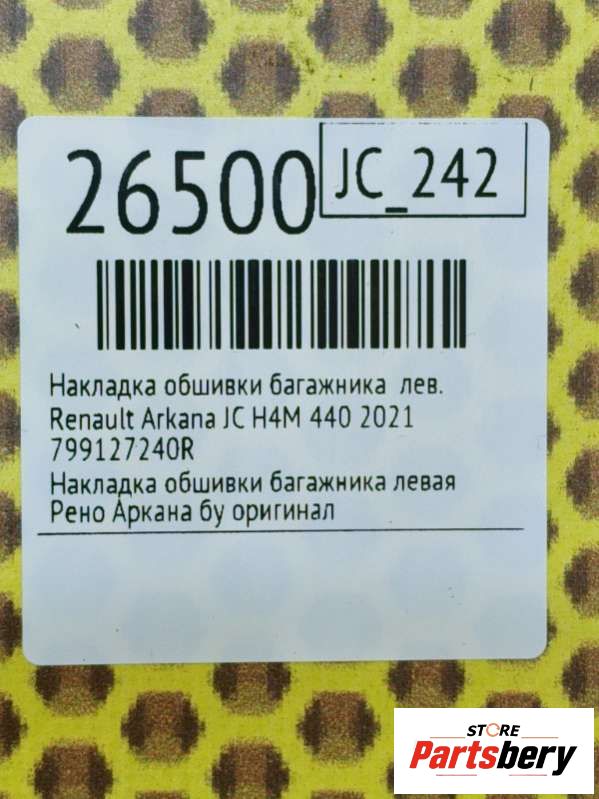 26500
JC_242
Накладка обшивки багажника лев.
Renault Arkana JC H4M 440 2021
799127240R
Накладка обшивки багажника левая
Рено Аркана бу оригинал
STORE
Partsbery